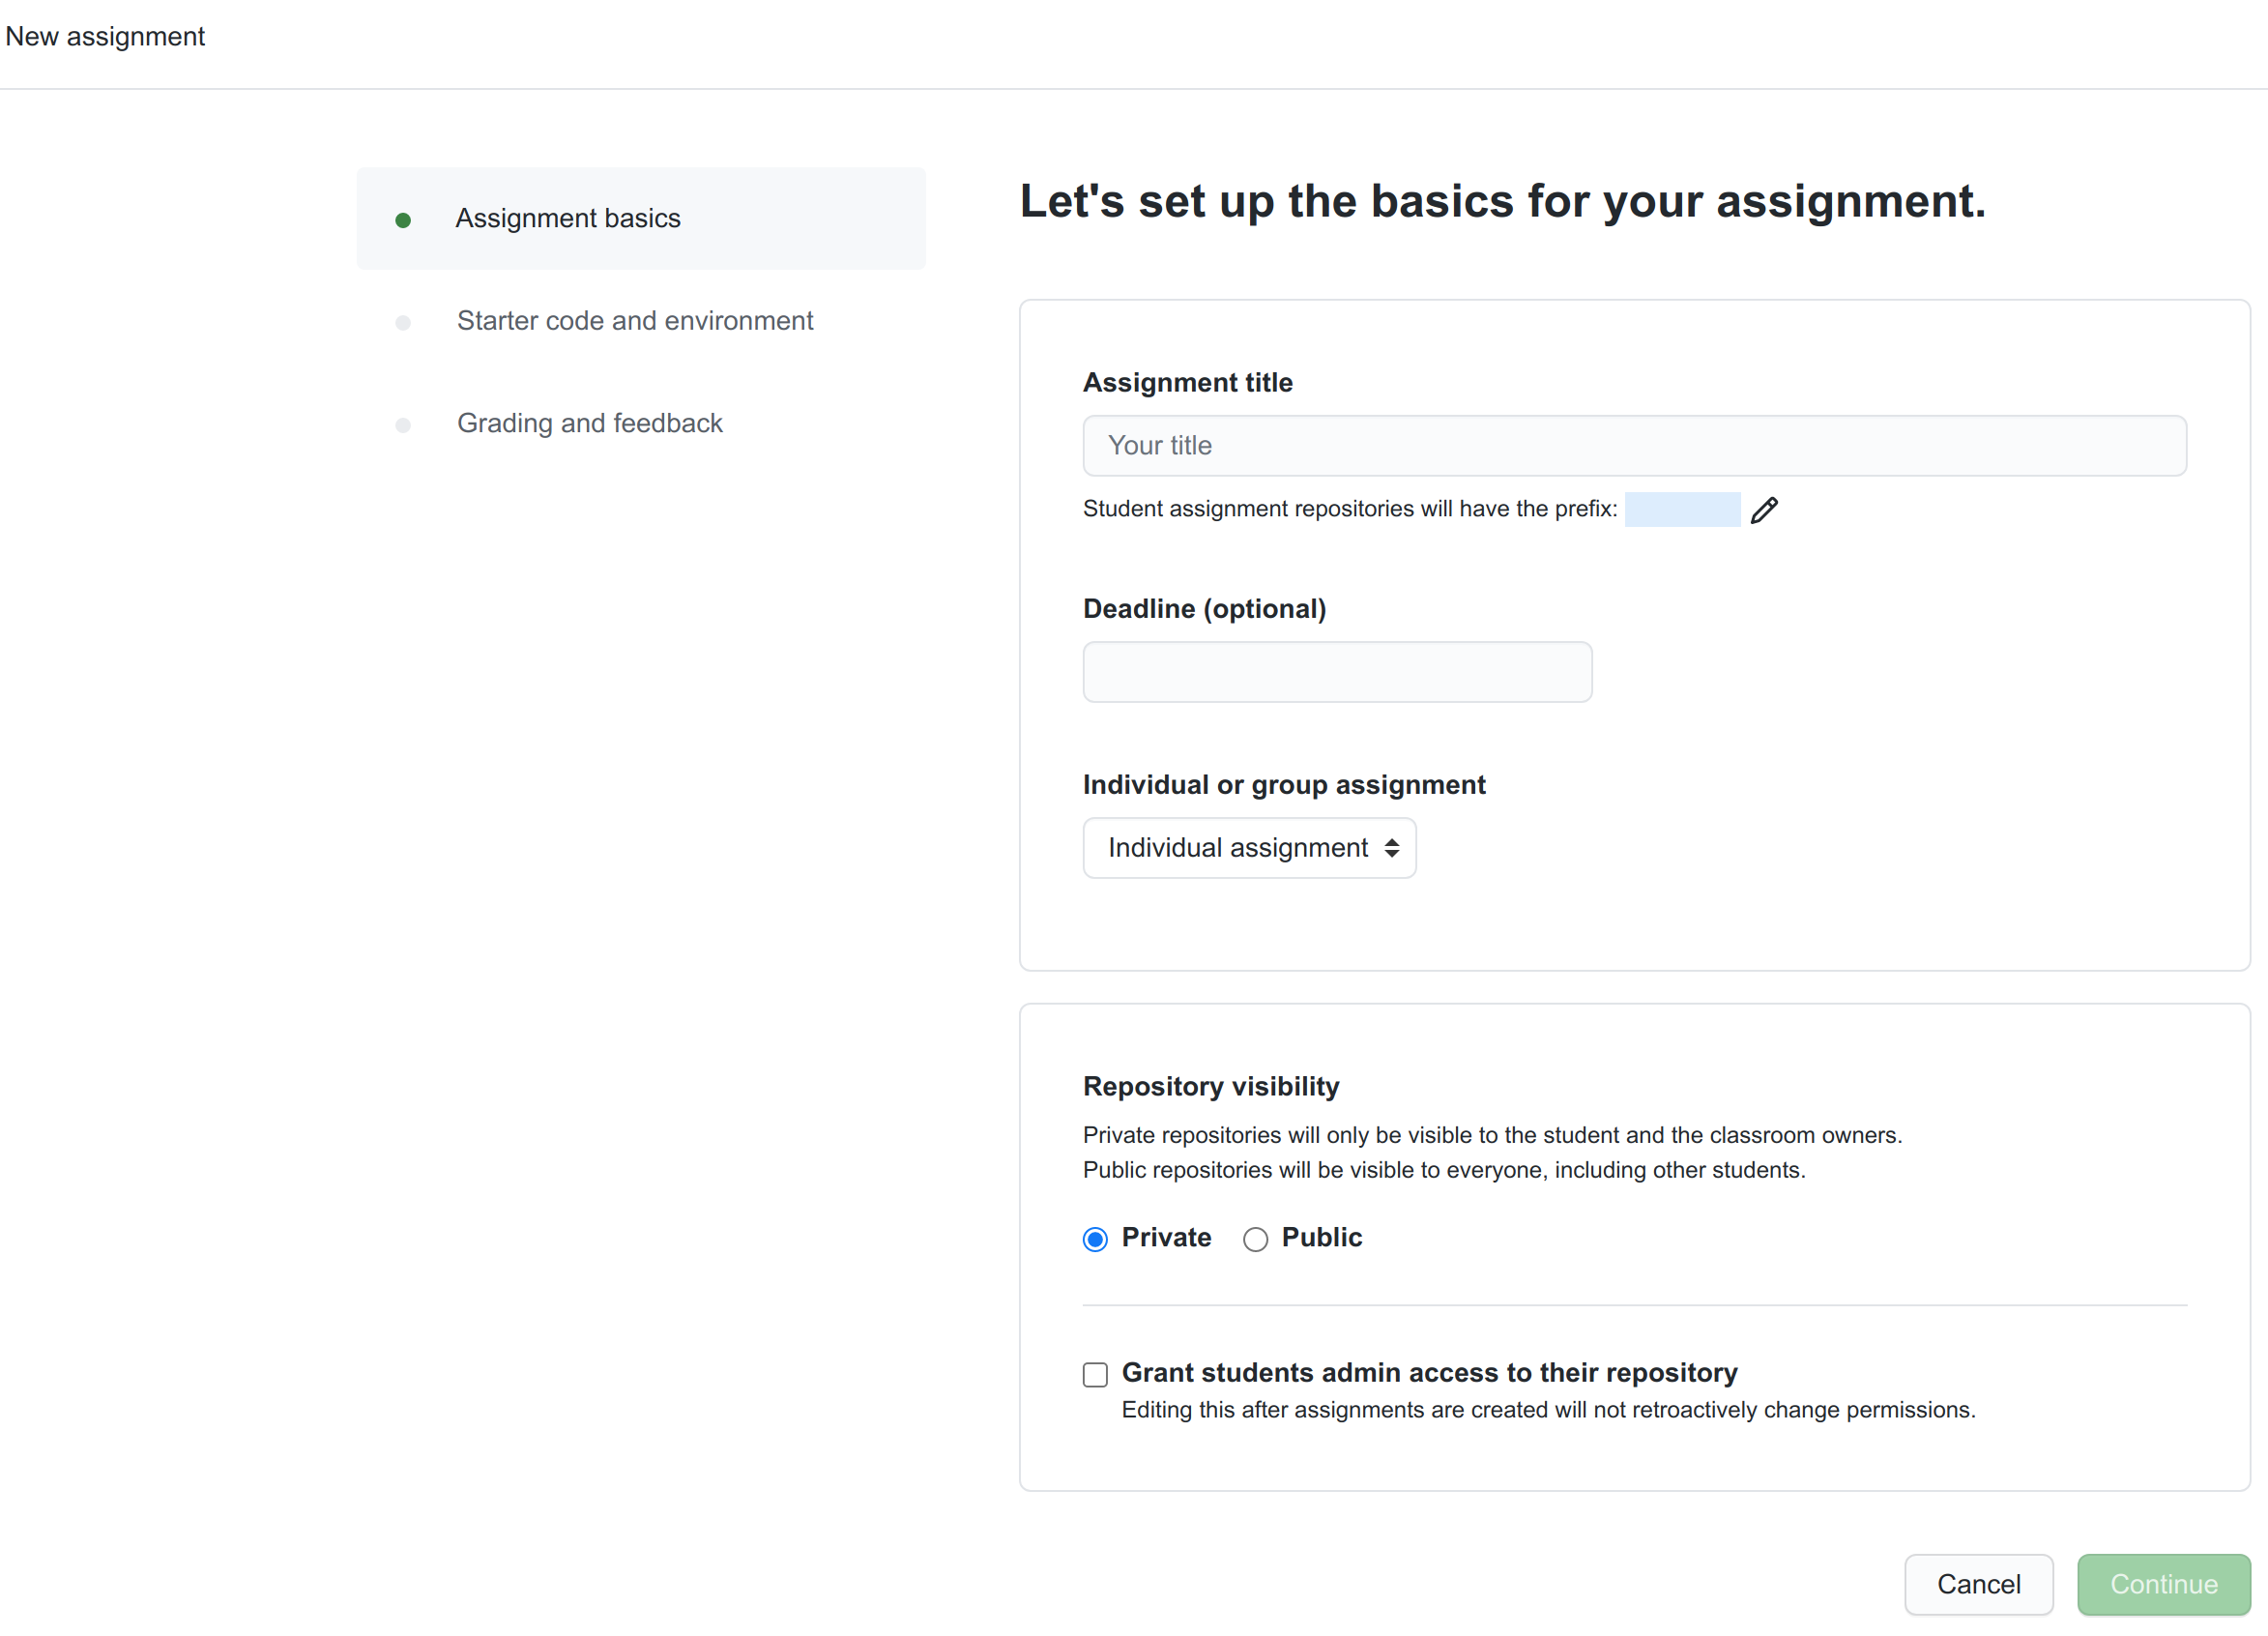 New assignment
Assignment basics
Starter code and environment
Grading and feedback
Let's set up the basics for your assignment.
Assignment title
Your title
Student assignment repositories will have the prefix:
Deadline (optional)
Individual or group assignment
Individual assignment
Repository visibility
Private repositories will only be visible to the student and the classroom owners.
Public repositories will be visible to everyone, including other students.
Private Public
Grant students admin access to their repository
Editing this after assignments are created will not retroactively change permissions.
Cancel Continue